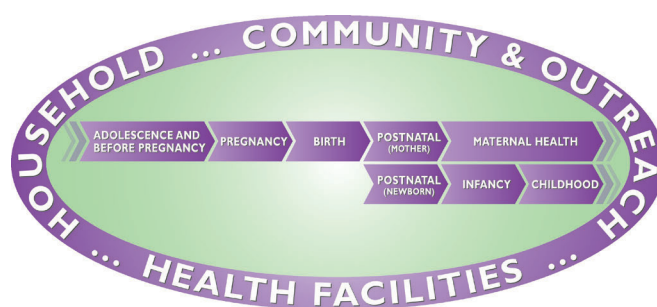 HOUSEHOLD ... COMMUNITY & OUTREACH ... HEALTH FACILITIES ...
ADOLESCENCE AND
BEFORE PREGNANCY
PREGNANCY
BIRTH
POSTNATAL
(MOTHER)
MATERNAL HEALTH
POSTNATAL
(NEWBORN)
INFANCY
CHILDHOOD